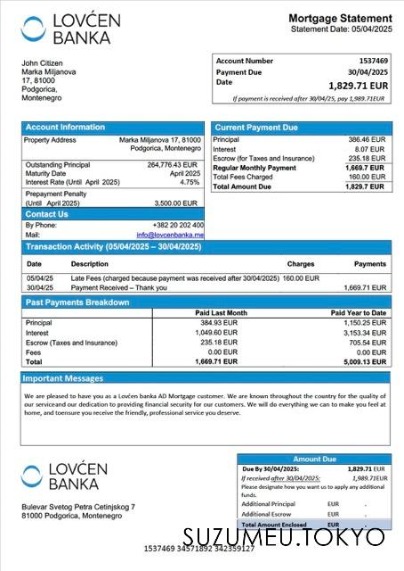 LOVĆEN
BANKA
Mortgage Statement
Statement Date: 05/04/2025
John Citizen
Marka Miljanova
17, 81000
Podgorica,
Montenegro
Account Number 1537469
Payment Due 30/04/2025
Date 1,829.71 EUR
If payment is received after 30/04/25, pay 1,989.71EUR
Account Information
Property Address Marka Miljanova 17, 81000
Podgorica, Montenegro
Outstanding Principal 264,776.43 EUR
Maturity Date April 2025
Interest Rate (Until April 2025) 4.75%
Prepayment Penalty
(Until April 2025) 3,500.00 EUR
Contact Us
By Phone: +382 20 202 400
Mail: info@lovcenbanka.me
Current Payment Due
Principal 386.46 EUR
Interest 8.07 EUR
Escrow (for Taxes and Insurance) 235.18 EUR
Regular Monthly Payment 1,669.7 EUR
Total Fees Charged 160.00 EUR
Total Amount Due 1,829.7 EUR
Transaction Activity (05/04/2025 – 30/04/2025)
Date Description Charges Payments
05/04/25 Late Fees (charged because payment was received after 30/04/2025) 160.00 EUR
30/04/25 Payment Received – Thank you 1,669.71 EUR
Past Payments Breakdown
Paid Last Month Paid Year to Date
Principal 384.93 EUR 1,150.25 EUR
Interest 1,049.60 EUR 3,153.34 EUR
Escrow (Taxes and Insurance) 235.18 EUR 705.54 EUR
Fees 0.00 EUR 0.00 EUR
Total 1,669.71 EUR 5,009.13 EUR
Important Messages
We are pleased to have you as a Lovćen banka AD Mortgage customer. We are known throughout the country for the quality of
our serviceand our dedication to providing financial security for our customers. We will do everything we can to make you feel at
home, and toensure you receive the friendly, professional service you deserve.
LOVĆEN
BANKA
Bulevar Svetog Petra Cetinjskog 7
81000 Podgorica, Montenegro
Amount Due
Due By 30/04/2025: 1,829.71 EUR
If received after 30/04/2025: 1,989.71EUR
Please designate how you want us to apply any additional
funds.
Additional Principal EUR .
Additional Escrow EUR .
Total Amount Enclosed EUR .
SUZUMEU.TOKYO
1537469 34571892 342359127